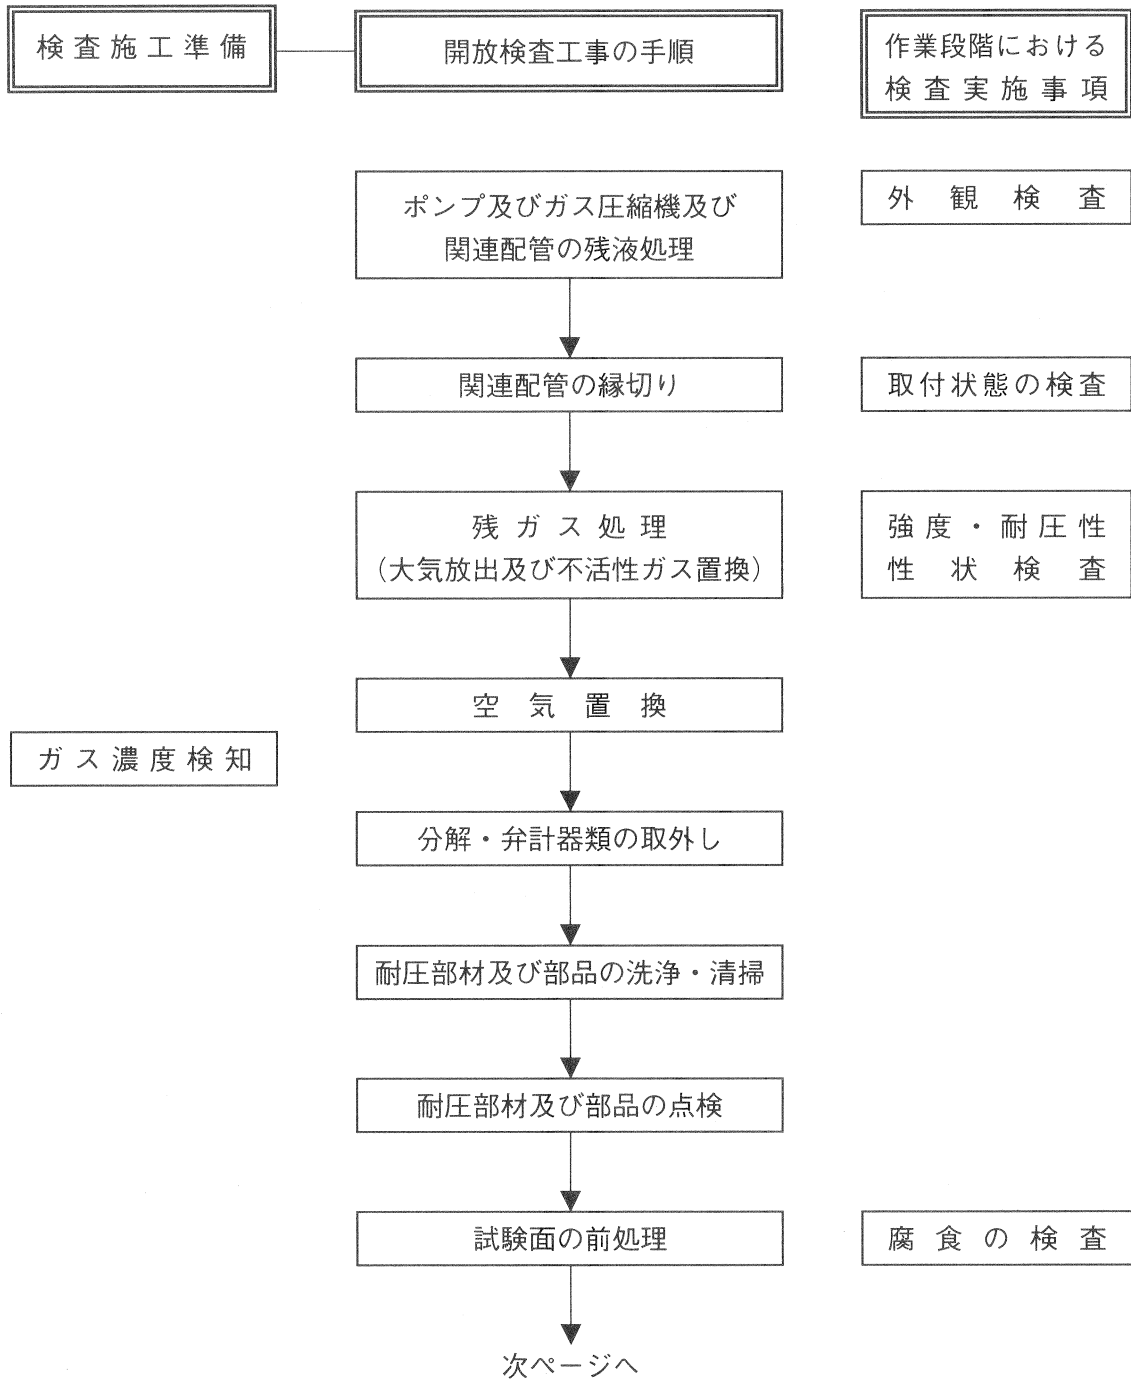 検査施工準備
開放検査工事の手順
作業段階における
検査実施事項
ポンプ及びガス圧縮機及び
関連配管の残液処理
外観検査
関連配管の縁切り
取付状態の検査
残ガス処理
（大気放出及び不活性ガス置換）
強度・耐圧性
性状検査
空気置換
ガス濃度検知
分解・弁計器類の取外し
耐圧部材及び部品の洗浄・清掃
耐圧部材及び部品の点検
試験面の前処理
腐食の検査
次ページへ